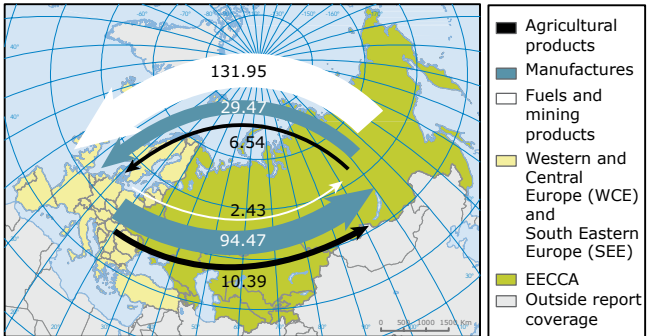 131.95
29.47
6.54
2.43
94.47
10.39
0 500 1000 1500 Km
Agricultural
products
Manufactures
Fuels and
mining
products
Western and
Central
Europe (WCE)
and
South Eastern
Europe (SEE)
EECCA
Outside report
coverage